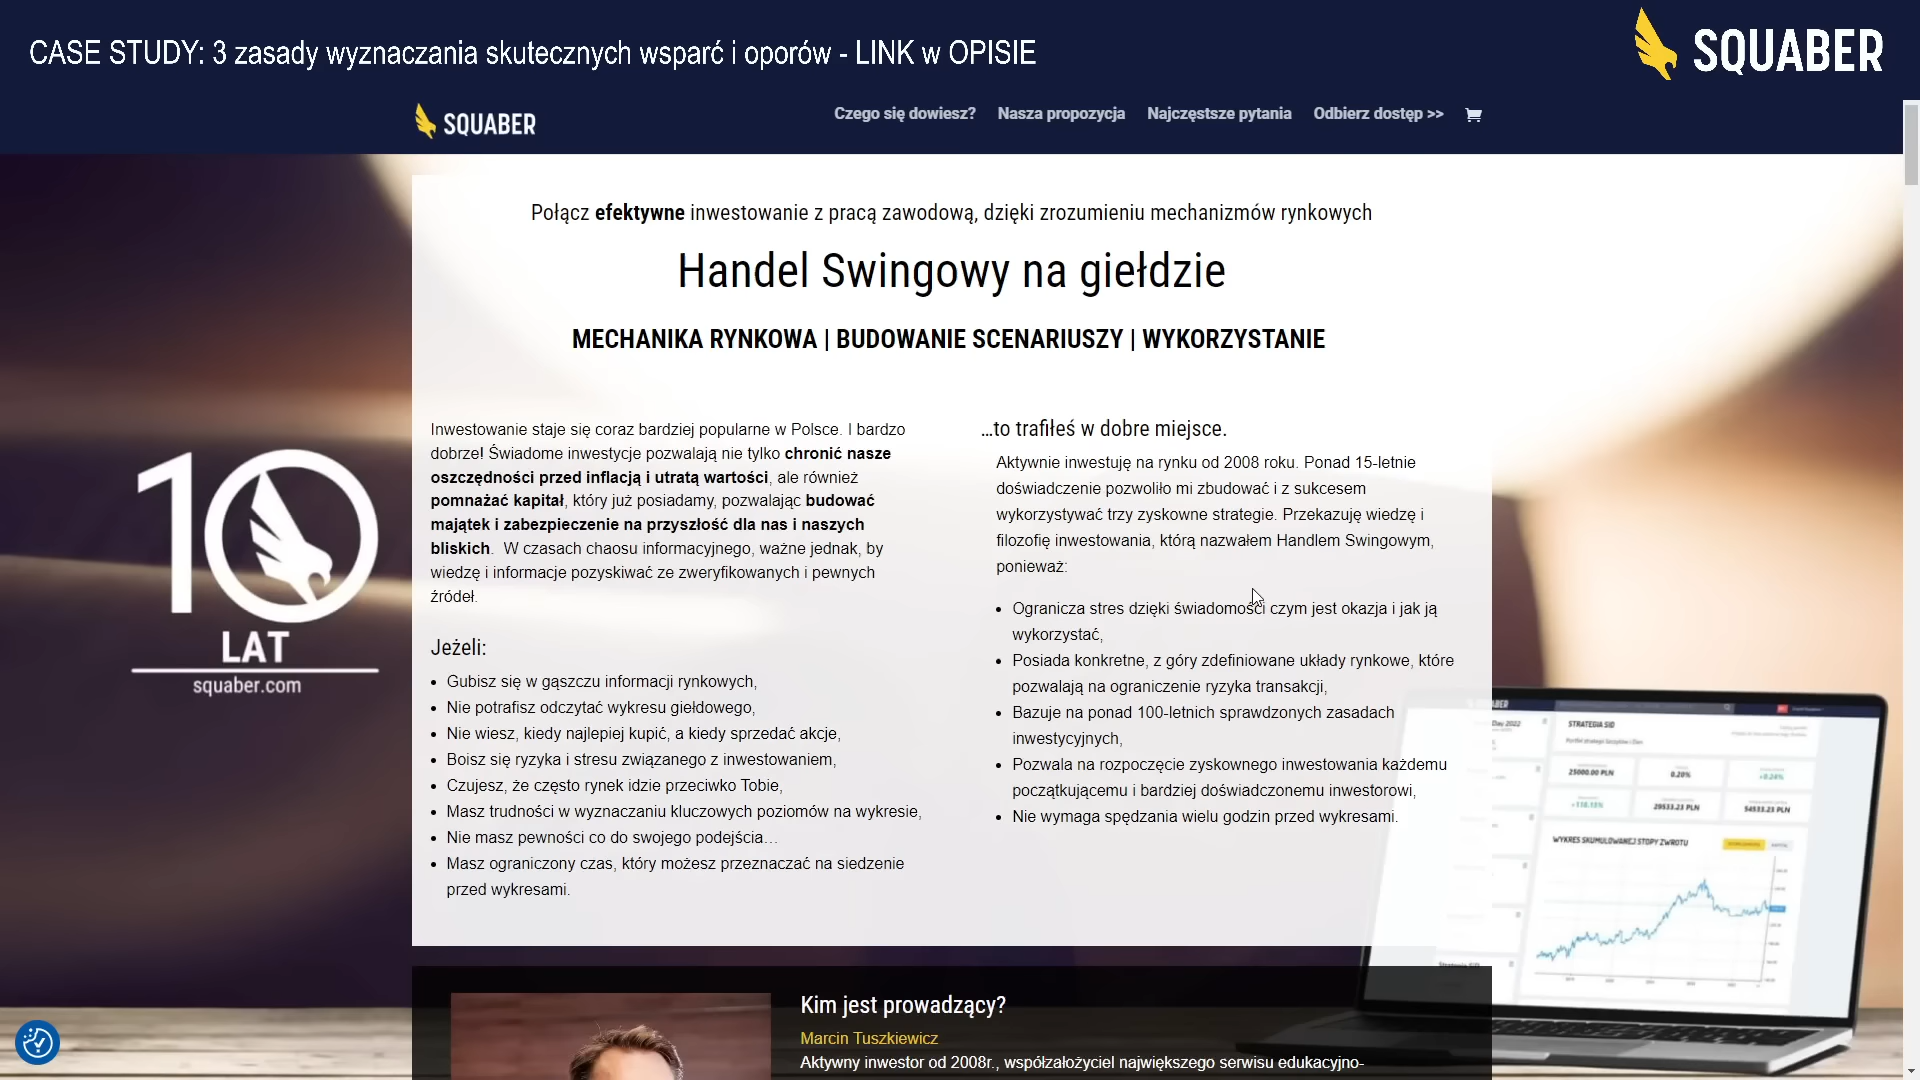 CASE STUDY: 3 zasady wyznaczania skutecznych wsparć i oporów - LINK w OPISIE
SQUABER
SQUABER
Czego się dowiesz?
Nasza propozycja
Najczęstsze pytania
Odbierz dostęp >>
Połącz efektywne inwestowanie z pracą zawodową, dzięki zrozumieniu mechanizmów rynkowych
Handel Swingowy na giełdzie
MECHANIKA RYNKOWA | BUDOWANIE SCENARIUSZY | WYKORZYSTANIE
Inwestowanie staje się coraz bardziej popularne w Polsce. I bardzo
dobrze! Świadome inwestycje pozwalają nie tylko chronić nasze
oszczędności przed inflacją i utratą wartości, ale również
pomnażać kapitał, który już posiadamy, pozwalając budować
majątek i zabezpieczenie na przyszłość dla nas i naszych
bliskich. W czasach chaosu informacyjnego, ważne jednak, by
wiedzę i informacje pozyskiwać ze zweryfikowanych i pewnych
źródeł.
Jeżeli:
Gubisz się w gąszczu informacji rynkowych,
Nie potrafisz odczytać wykresu giełdowego,
Nie wiesz, kiedy najlepiej kupić, a kiedy sprzedać akcje,
Boisz się ryzyka i stresu związanego z inwestowaniem,
Czujesz, że często rynek idzie przeciwko Tobie,
Masz trudności w wyznaczaniu kluczowych poziomów na wykresie,
Nie masz pewności co do swojego podejścia…
Masz ograniczony czas, który możesz przeznaczać na siedzenie
przed wykresami.
…to trafiłeś w dobre miejsce.
Aktywnie inwestuję na rynku od 2008 roku. Ponad 15-letnie
doświadczenie pozwoliło mi zbudować i z sukcesem
wykorzystywać trzy zyskowne strategie. Przekazuję wiedzę i
filozofię inwestowania, którą nazwałem Handlem Swingowym,
ponieważ:
Ogranicza stres dzięki świadomości czym jest okazja i jak ją
wykorzystać,
Posiada konkretne, z góry zdefiniowane układy rynkowe, które
pozwalają na ograniczenie ryzyka transakcji,
Bazuje na ponad 100-letnich sprawdzonych zasadach
inwestycyjnych,
Pozwala na rozpoczęcie zyskownego inwestowania każdemu
początkującemu i bardziej doświadczonemu inwestorowi,
Nie wymaga spędzania wielu godzin przed wykresami.
10
LAT
squaber.com
STRATEGIA SID
25000.00 PLN
0.20%
29533.23 PLN
54533.23 PLN
WYKRES SKUMULOWANEJ STOPY ZWROTU
Kim jest prowadzący?
Marcin Tuszkiewicz
Aktywny inwestor od 2008r., współzałożyciel największego serwisu edukacyjno-